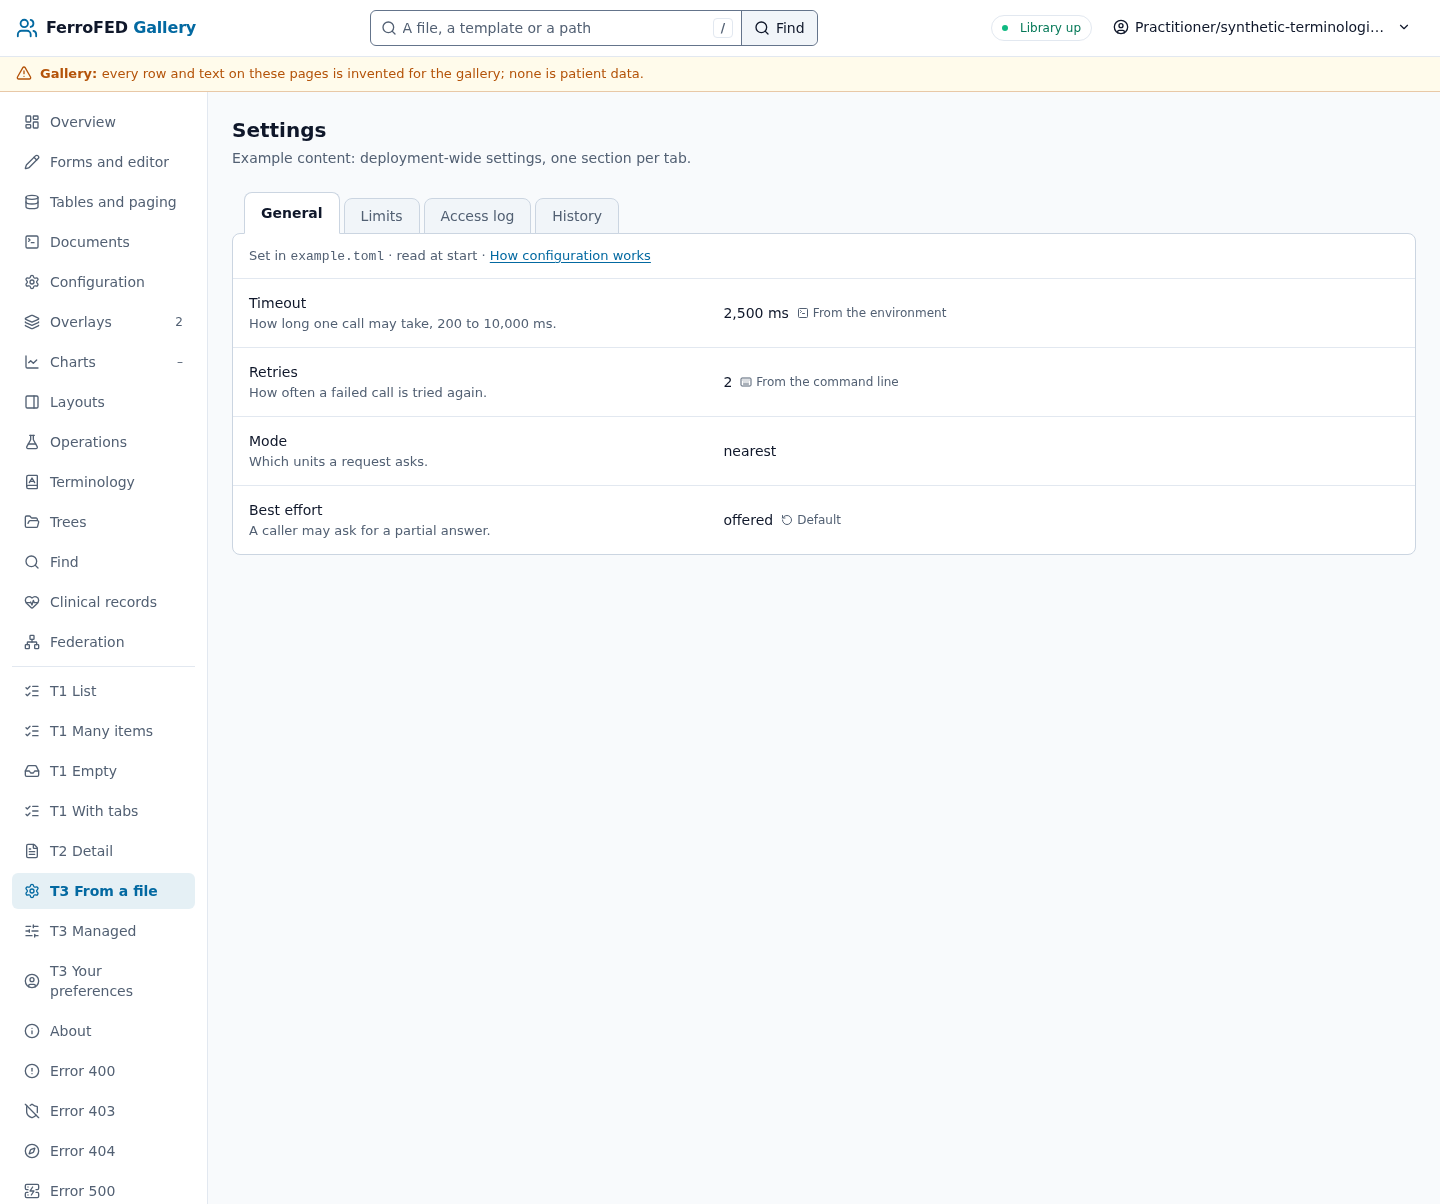 FerroFED Gallery
A file, a template or a path
/
Find
Library up
Practitioner/synthetic-terminologi…
Gallery: every row and text on these pages is invented for the gallery; none is patient data.
Overview
Forms and editor
Tables and paging
Documents
Configuration
Overlays 2
Charts –
Layouts
Operations
Terminology
Trees
Find
Clinical records
Federation
T1 List
T1 Many items
T1 Empty
T1 With tabs
T2 Detail
T3 From a file
T3 Managed
T3 Your
preferences
About
Error 400
Error 403
Error 404
Error 500
Settings
Example content: deployment-wide settings, one section per tab.
General
Limits
Access log
History
Set in example.toml · read at start · How configuration works
Timeout
How long one call may take, 200 to 10,000 ms.
2,500 ms From the environment
Retries
How often a failed call is tried again.
2 From the command line
Mode
Which units a request asks.
nearest
Best effort
A caller may ask for a partial answer.
offered Default